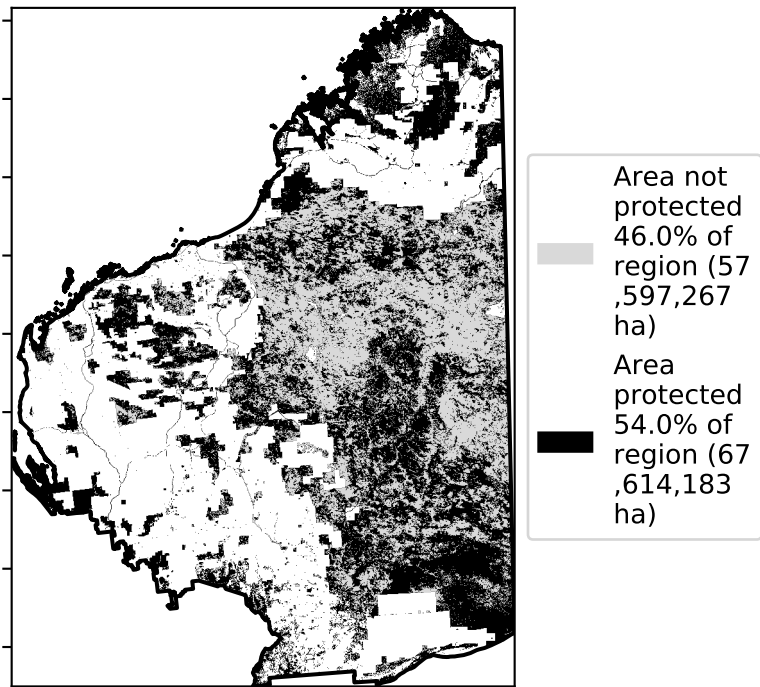 Area not
protected
46.0% of
region (57
,597,267
ha)
Area
protected
54.0% of
region (67
,614,183
ha)